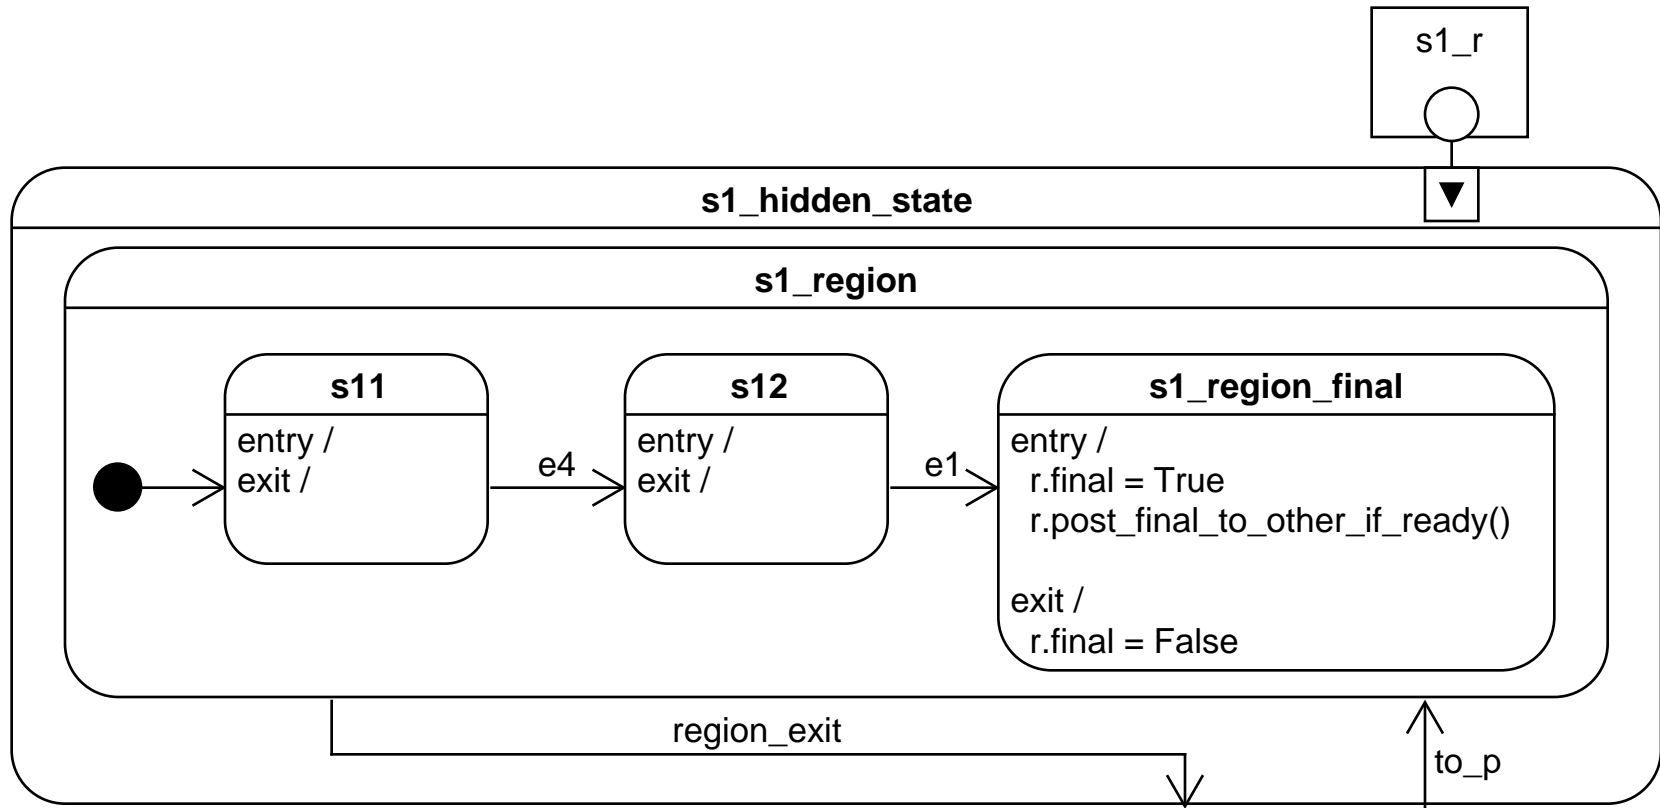 s1_r
s1_hidden_state
s1_region
s11
entry /
exit /
e4
s12
entry /
exit /
e1
s1_region_final
entry /
r.final = True
r.post_final_to_other_if_ready()
exit /
r.final = False
region_exit
to_p